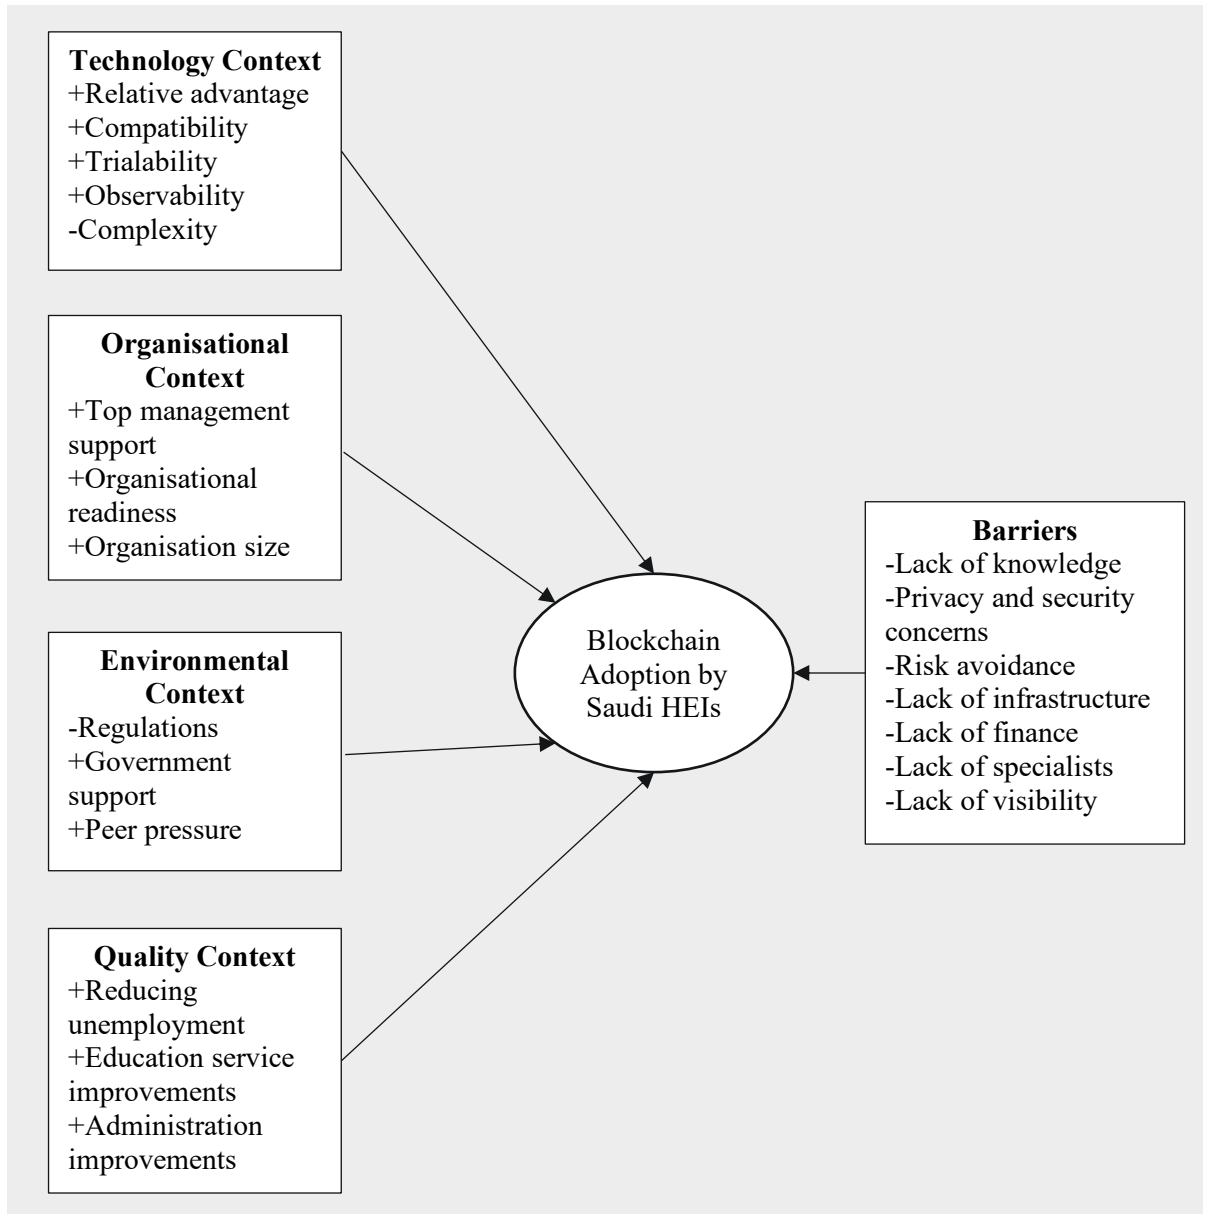 Technology Context
+Relative advantage
+Compatibility
+Trialability
+Observability
-Complexity
Organisational
Context
+Top management
support
+Organisational
readiness
+Organisation size
Environmental
Context
-Regulations
+Government
support
+Peer pressure
Quality Context
+Reducing
unemployment
+Education service
improvements
+Administration
improvements
Blockchain
Adoption by
Saudi HEIs
Barriers
-Lack of knowledge
-Privacy and security
concerns
-Risk avoidance
-Lack of infrastructure
-Lack of finance
-Lack of specialists
-Lack of visibility